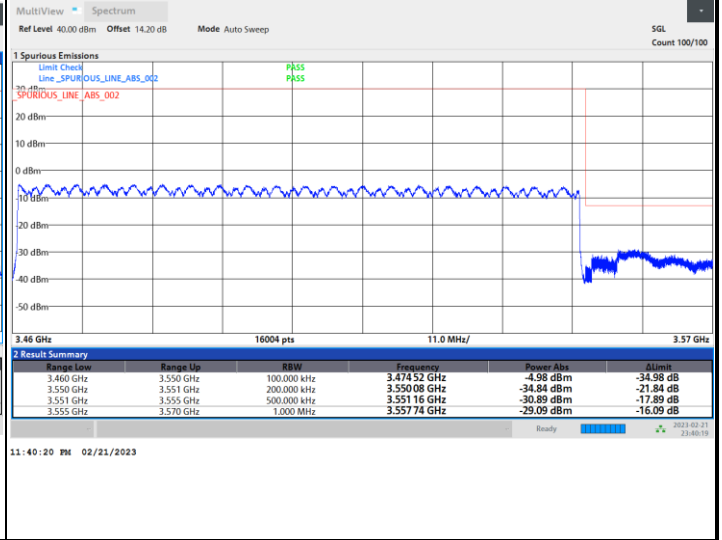 MultiView Spectrum
Ref Level 40.00 dBm Offset 14.20 dB Mode Auto Sweep SGL
Count 100/100
1 Spurious Emissions
Limit Check PASS
Line _SPURIOUS_LINE_ABS_002 PASS
30 dBm
_SPURIOUS_LINE_ABS_002
20 dBm
10 dBm
0 dBm
-10 dBm
-20 dBm
-30 dBm
-40 dBm
-50 dBm
3.46 GHz 16004 pts 11.0 MHz/ 3.57 GHz
2 Result Summary
Range Low Range Up RBW Frequency Power Abs ΔLimit
3.460 GHz 3.550 GHz 100.000 kHz 3.474 52 GHz -4.98 dBm -34.98 dB
3.550 GHz 3.551 GHz 200.000 kHz 3.550 08 GHz -34.84 dBm -21.84 dB
3.551 GHz 3.555 GHz 500.000 kHz 3.551 16 GHz -30.89 dBm -17.89 dB
3.555 GHz 3.570 GHz 1.000 MHz 3.557 74 GHz -29.09 dBm -16.09 dB
Ready 2023-02-21
23:40:19
11:40:20 PM 02/21/2023